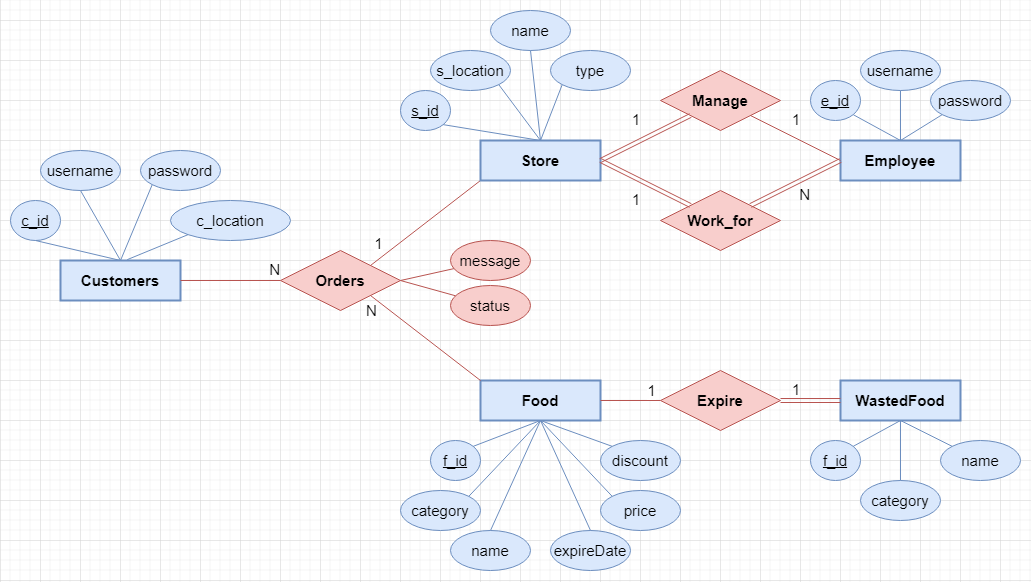 name
s_location
type
username
s_id
Manage
e_id
password
1
1
Store
Employee
username
password
1
N
c_id
c_location
Work_for
1
message
N
Customers
Orders
status
N
1
1
Food
Expire
WastedFood
f_id
discount
f_id
name
category
price
category
name
expireDate